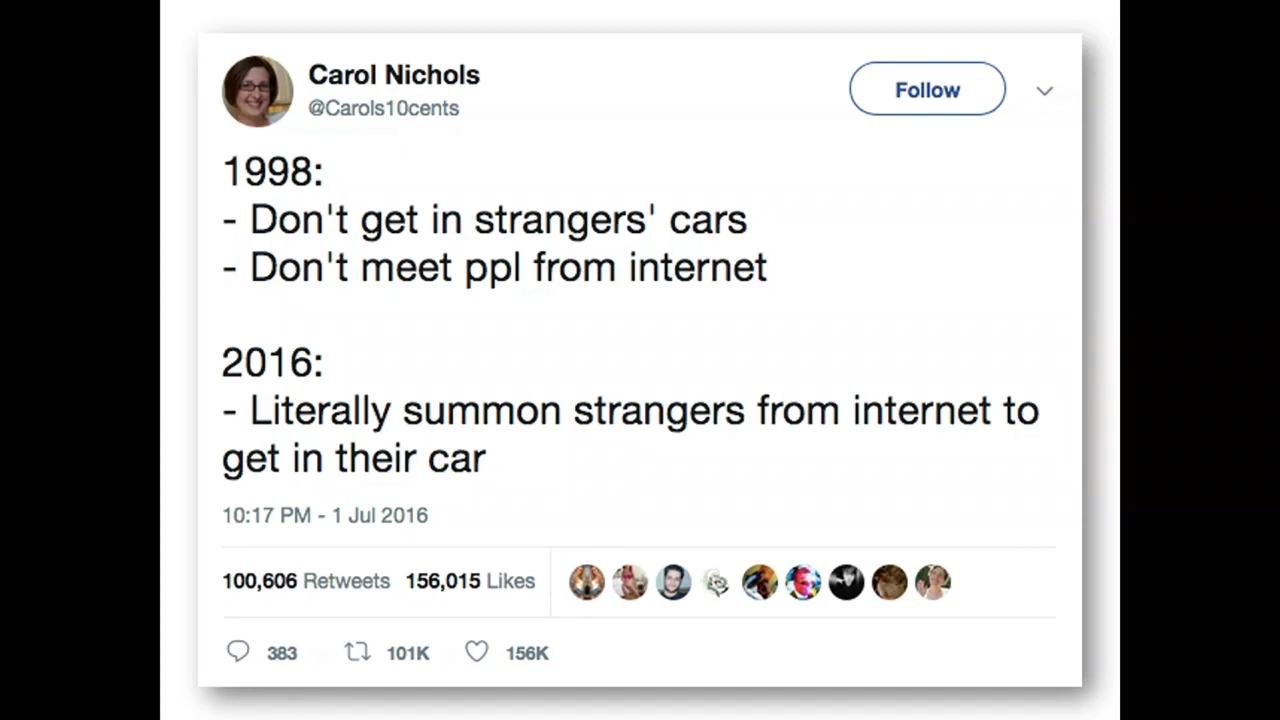 Carol Nichols
@Carols10cents
Follow
1998:
- Don't get in strangers' cars
- Don't meet ppl from internet
2016:
- Literally summon strangers from internet to
get in their car
10:17 PM - 1 Jul 2016
100,606 Retweets 156,015 Likes
383 101K 156K